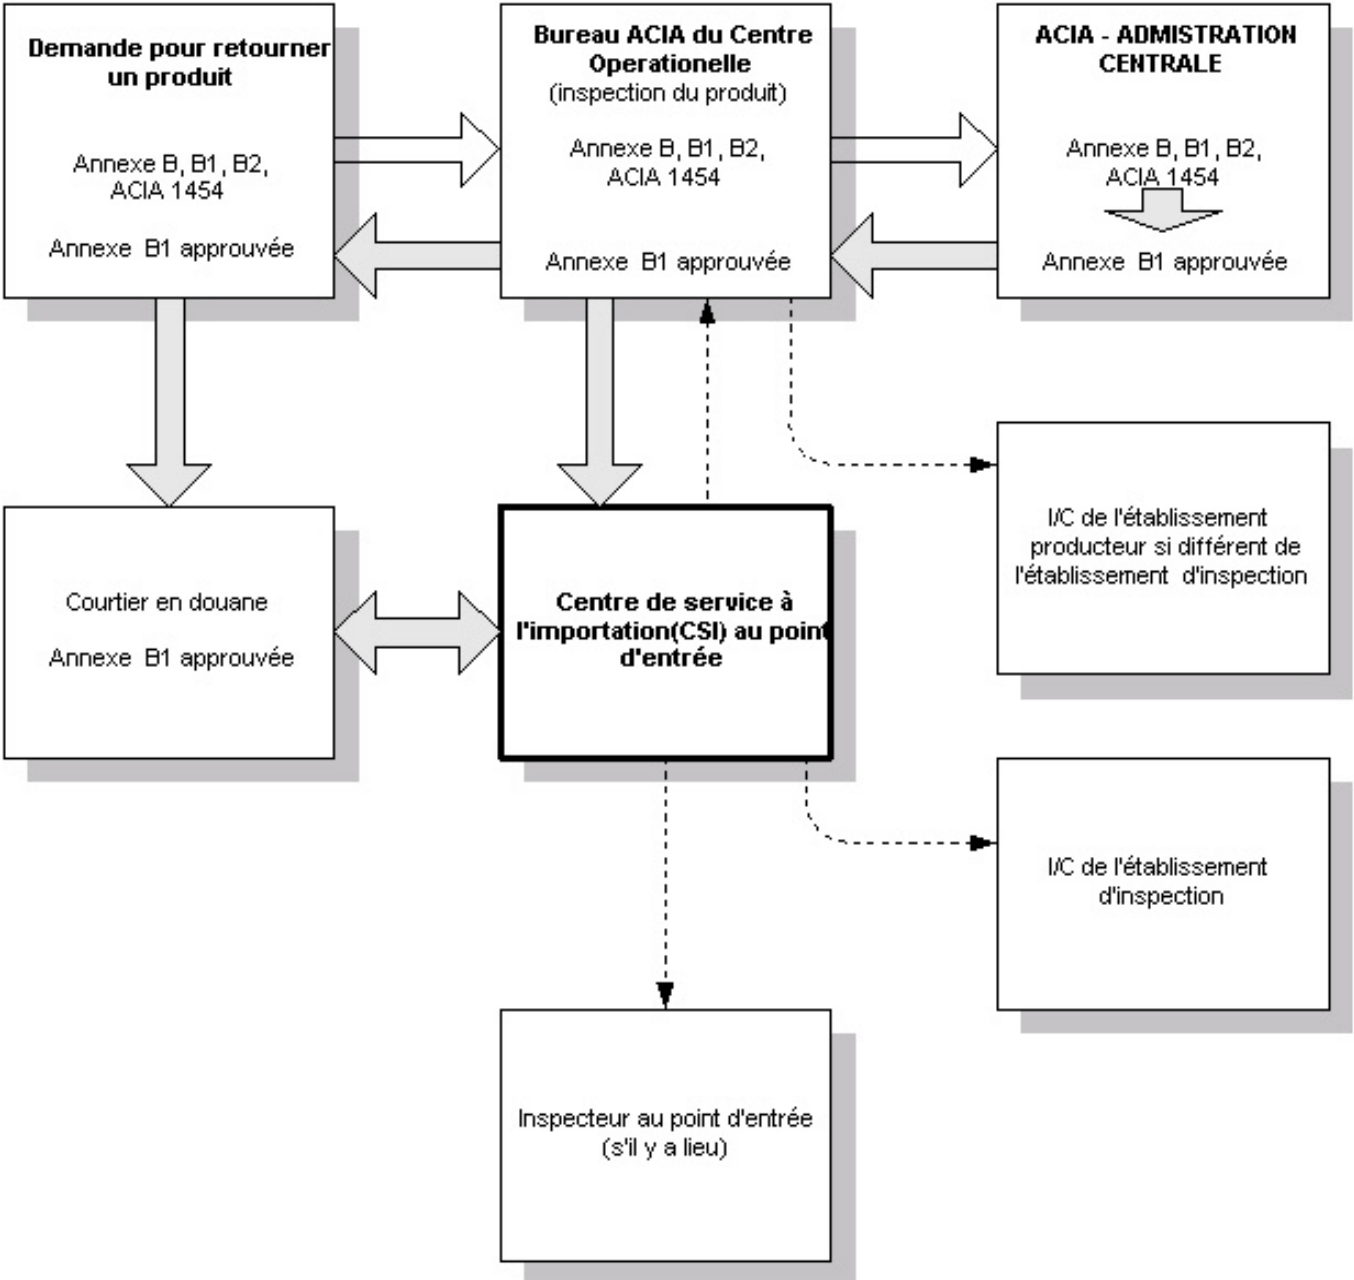 Demande pour retourner
un produit
Annexe B, B1, B2,
ACIA 1454
Annexe B1 approuvée
Bureau ACIA du Centre
Operationelle
(inspection du produit)
Annexe B, B1, B2,
ACIA 1454
Annexe B1 approuvée
ACIA - ADMISTRATION
CENTRALE
Annexe B, B1, B2,
ACIA 1454
Annexe B1 approuvée
Courtier en douane
Annexe B1 approuvée
Centre de service à
l'importation(CSI) au point
d'entrée
I/C de l'établissement
producteur si différent de
l'établissement d'inspection
I/C de l'établissement
d'inspection
Inspecteur au point d'entrée
(s'il y a lieu)